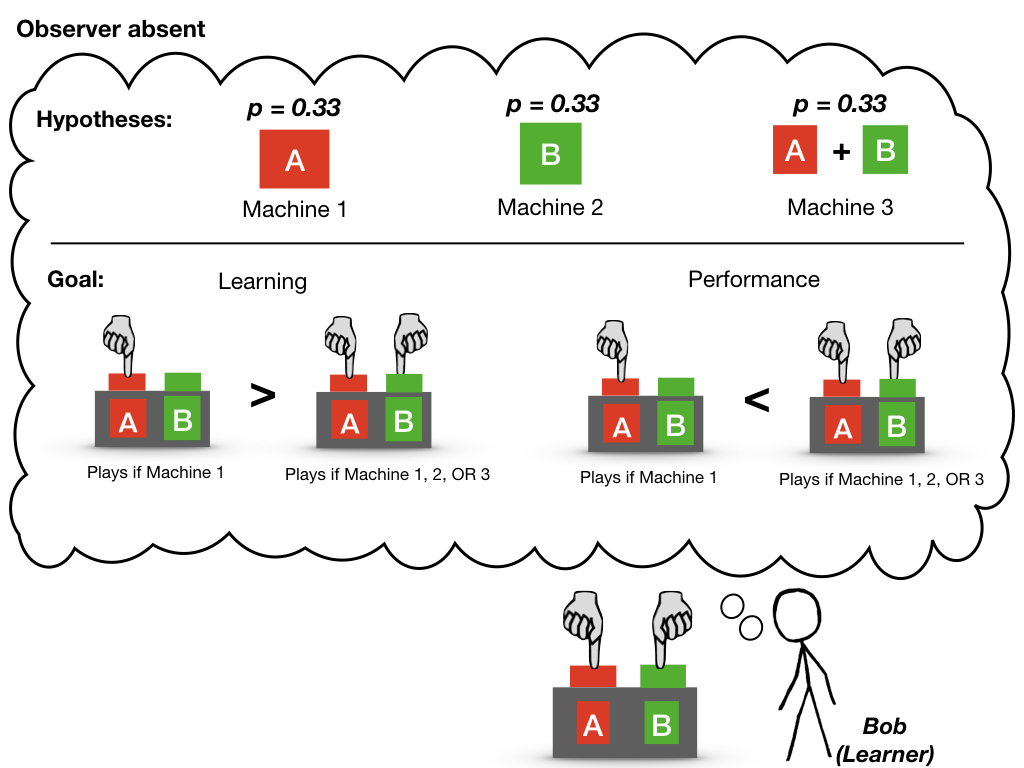 Observer absent
Hypotheses:
p = 0.33
p = 0.33
p = 0.33
A
B
A + B
Machine 1
Machine 2
Machine 3
Goal:
Learning
Performance
A B
>
A B
A B
<
A B
Plays if Machine 1
Plays if Machine 1, 2, OR 3
Plays if Machine 1
Plays if Machine 1, 2, OR 3
A B
Bob
(Learner)